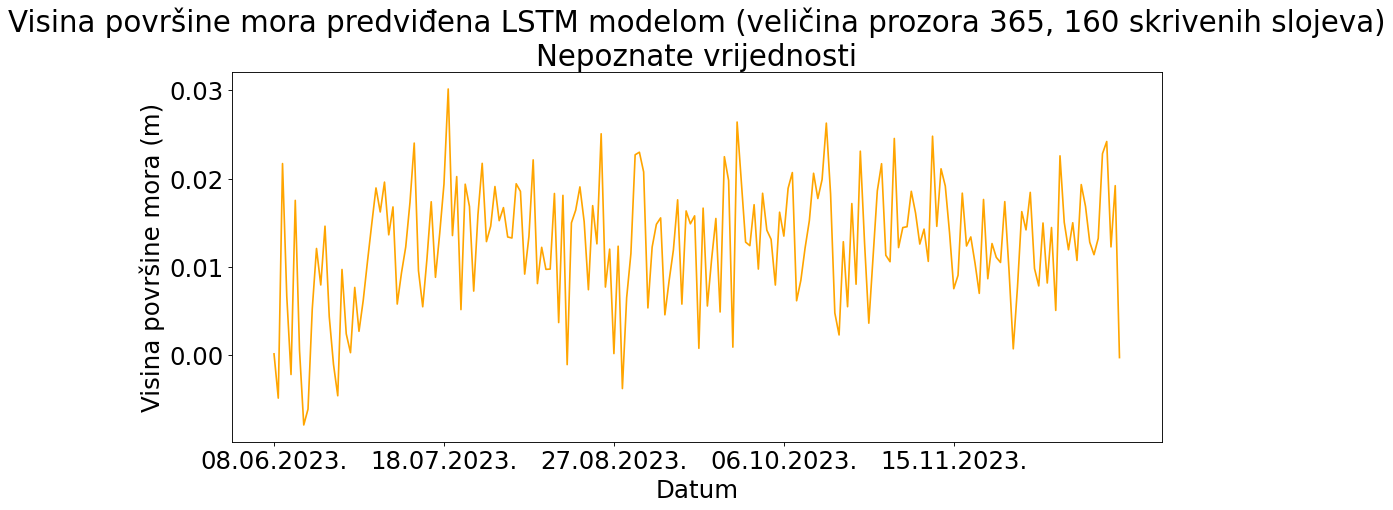 Visina površine mora predviđena LSTM modelom (veličina prozora 365, 160 skrivenih slojeva)
Nepoznate vrijednosti
Visina površine mora (m)
0.03
0.02
0.01
0.00
08.06.2023. 18.07.2023. 27.08.2023. 06.10.2023. 15.11.2023.
Datum